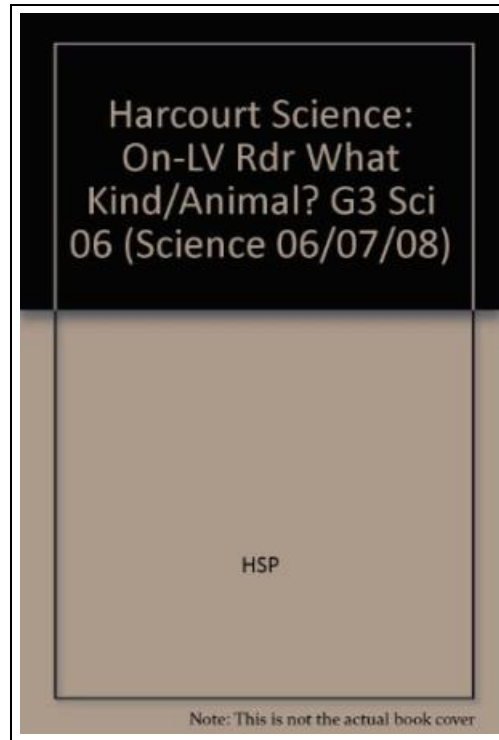 Harcourt Science:
On-LV Rdr What
Kind/Animal? G3 Sci
06 (Science 06/07/08)
HSP
Note: This is not the actual book cover